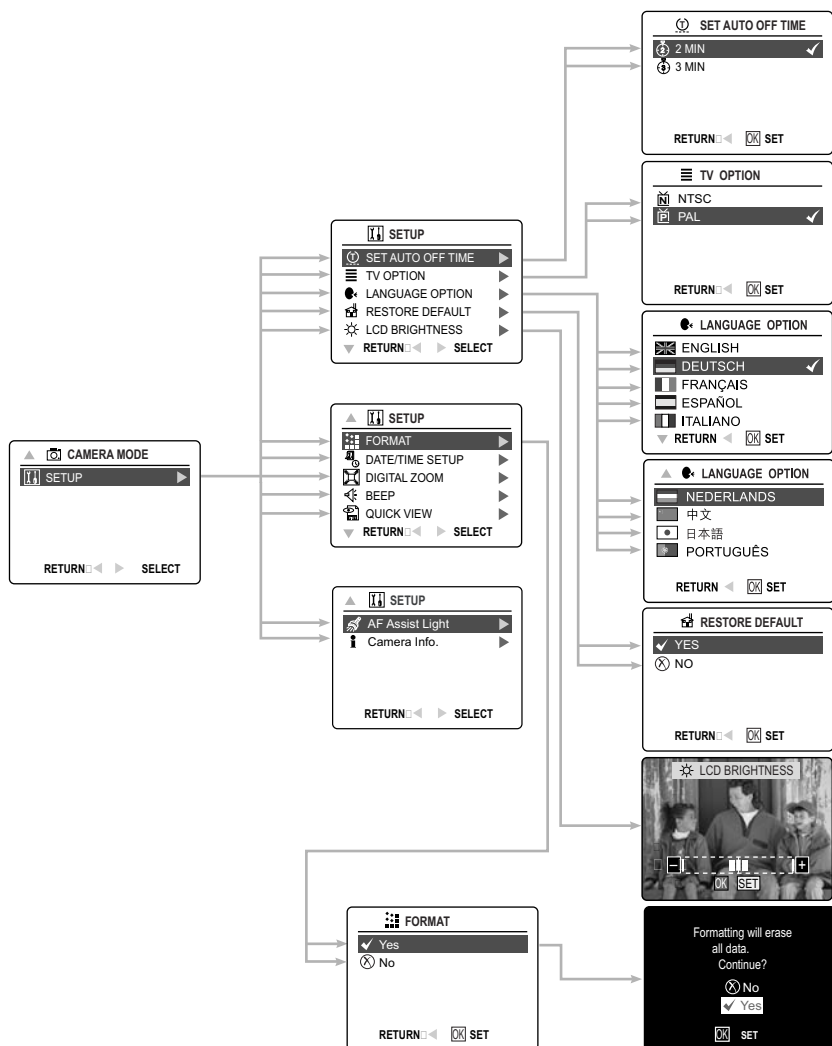 SET AUTO OFF TIME
2 MIN
3 MIN
RETURN OK SET
TV OPTION
NTSC
PAL
RETURN OK SET
SETUP
SET AUTO OFF TIME
TV OPTION
LANGUAGE OPTION
RESTORE DEFAULT
LCD BRIGHTNESS
RETURN SELECT
LANGUAGE OPTION
ENGLISH
DEUTSCH
FRANÇAIS
ESPAÑOL
ITALIANO
RETURN OK SET
SETUP
FORMAT
DATE/TIME SETUP
DIGITAL ZOOM
BEEP
QUICK VIEW
RETURN SELECT
CAMERA MODE
SETUP
RETURN SELECT
LANGUAGE OPTION
NEDERLANDS
中文
日本語
PORTUGUÊS
RETURN OK SET
SETUP
AF Assist Light
Camera Info.
RETURN SELECT
RESTORE DEFAULT
YES
NO
RETURN OK SET
LCD BRIGHTNESS
OK SET
FORMAT
Yes
No
RETURN OK SET
Formatting will erase
all data.
Continue?
No
Yes
OK SET